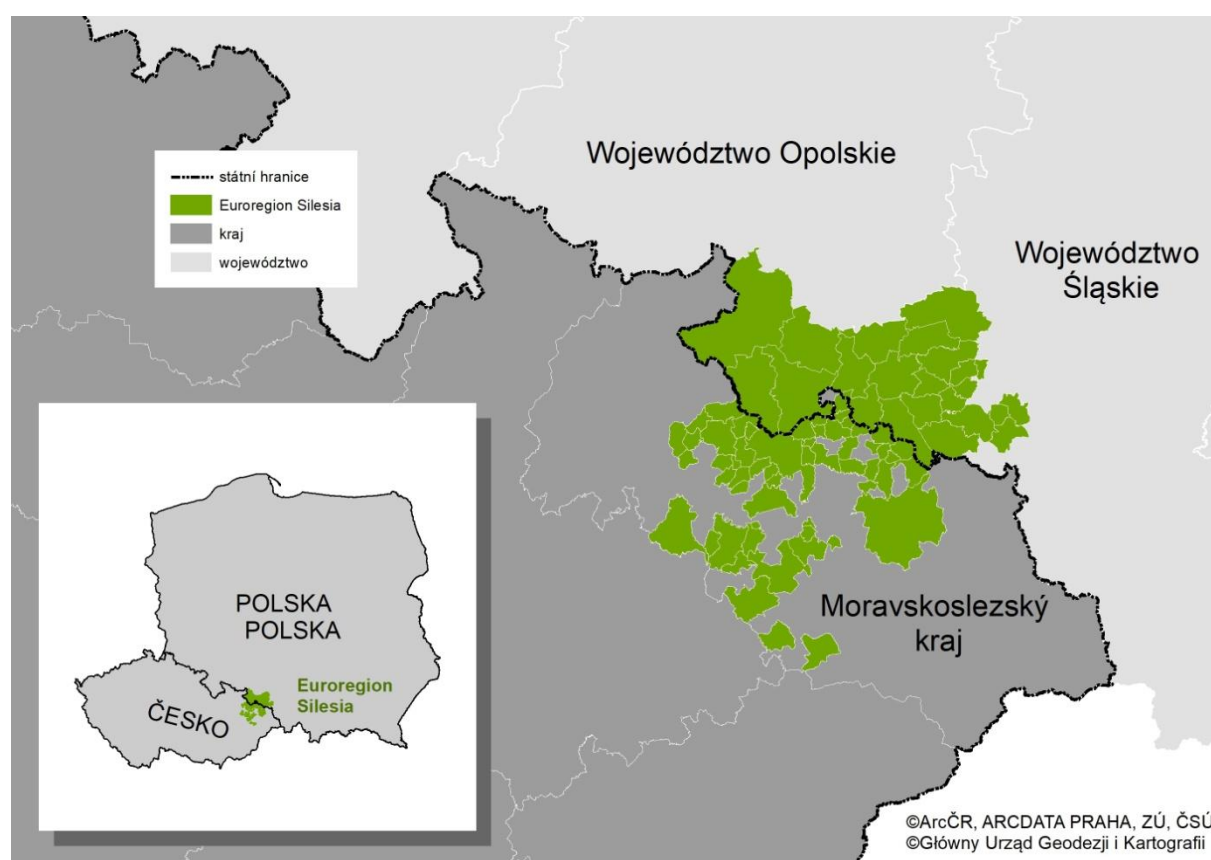 Województwo Opolskie
Województwo
Śląskie
státní hranice
Euroregion Silesia
kraj
województwo
Moravskoslezský
kraj
POLSKA
POLSKA
ČESKO
Euroregion
Silesia
©ArcČR, ARCDATA PRAHA, ZÚ, ČSÚ
©Główny Urząd Geodezji i Kartografii